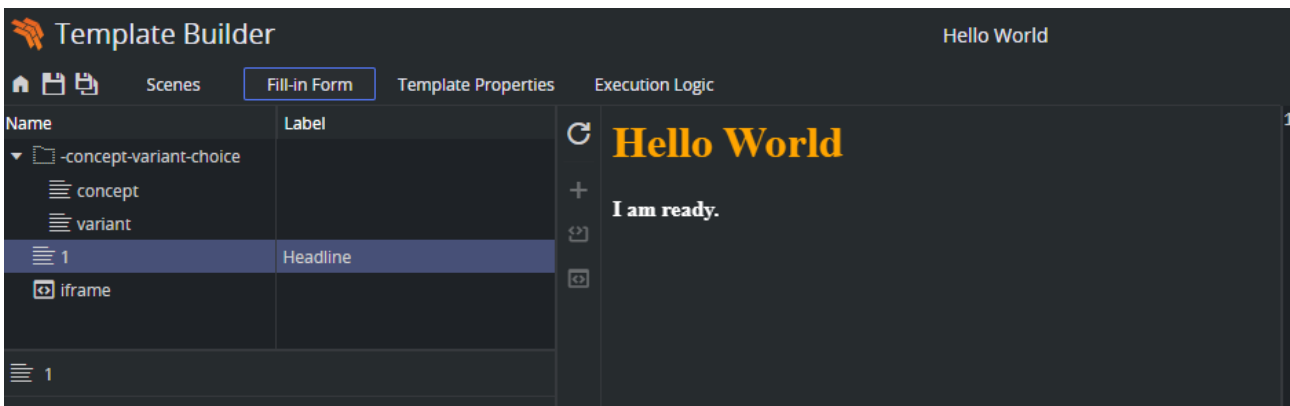 Template Builder
Hello World
Scenes
Fill-in Form
Template Properties
Execution Logic
Name
Label
-concept-variant-choice
concept
variant
1
Headline
iframe
1
Hello World
I am ready.
1